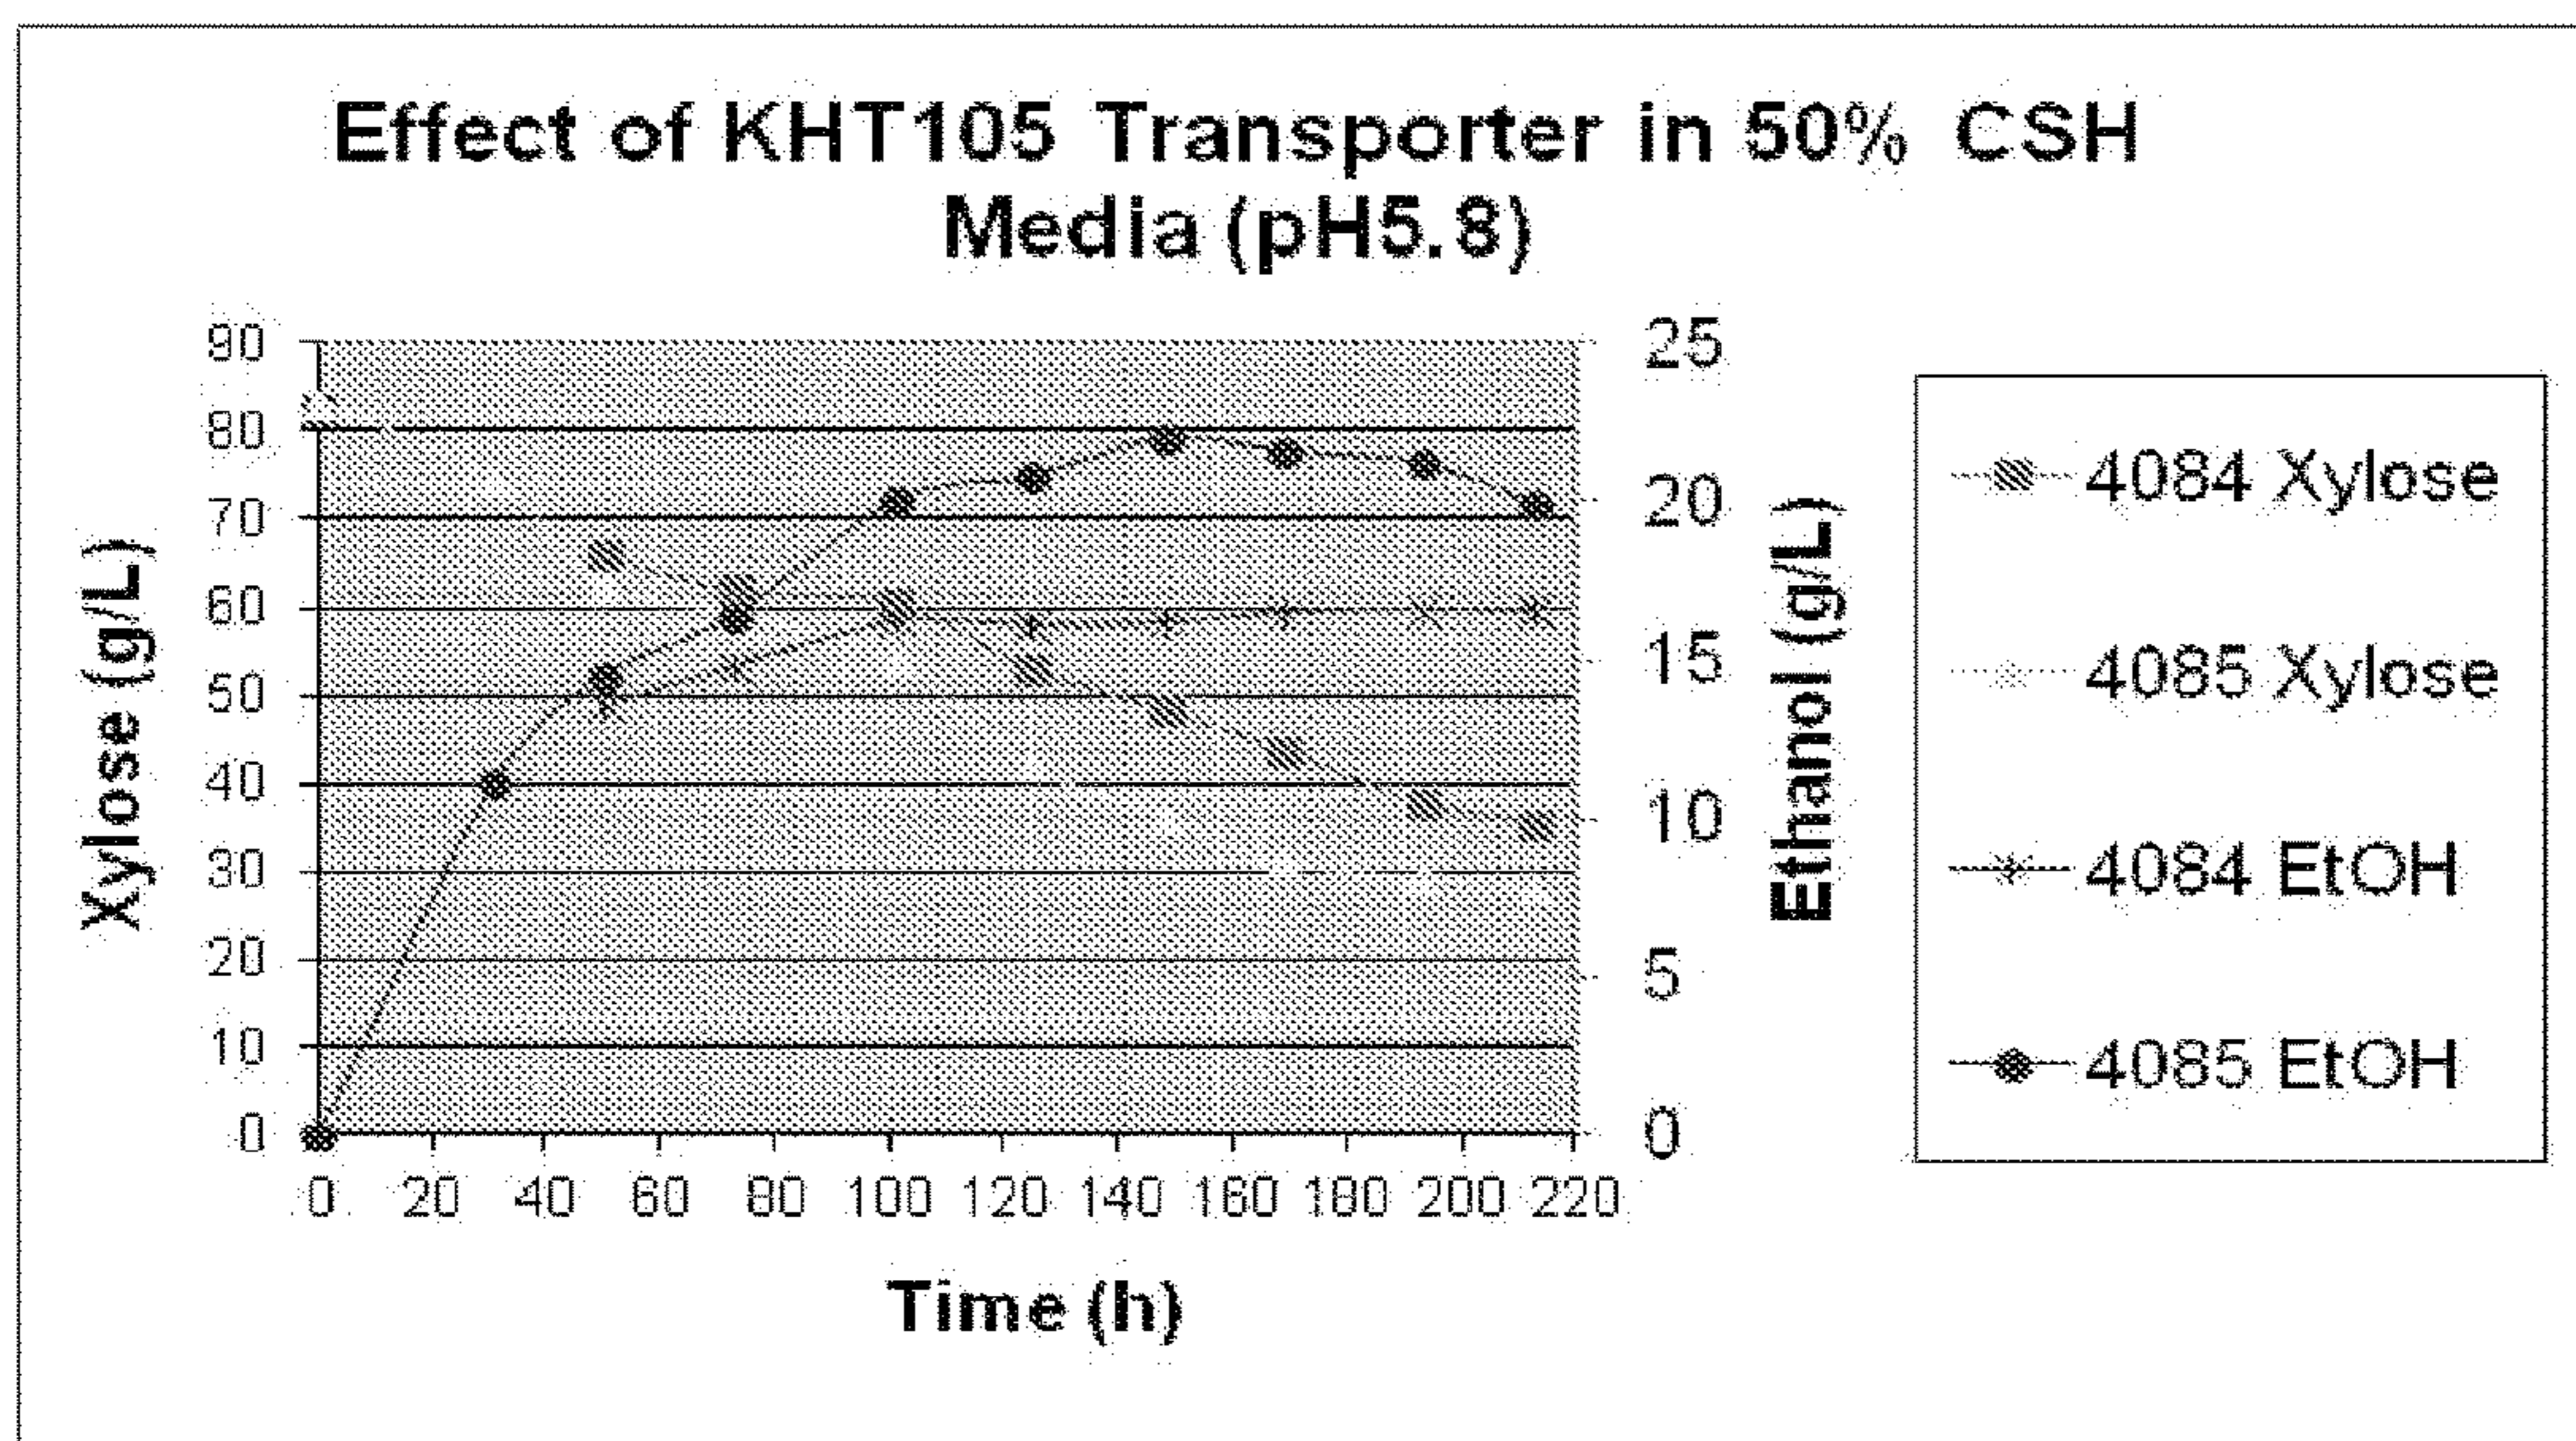 Effect of KHT105 Transporter in 50% CSH
Media (pH5.8)
Xylose (g/L)
90
80
70
60
50
40
30
20
10
0
25
20
15
10
5
0
Ethanol (g/L)
0 20 40 60 80 100 120 140 160 180 200 220
Time (h)
4084 Xylose
4085 Xylose
4084 EtOH
4085 EtOH